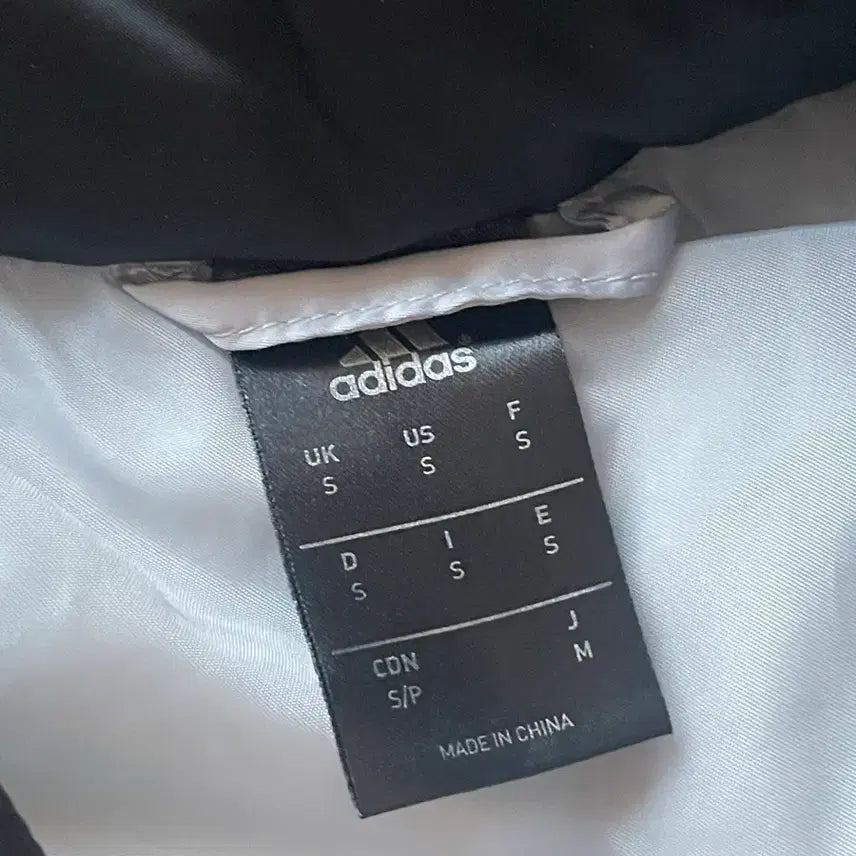 adidas®
UK US F
S S S
D I E
S S S
CDN J
S/P M
MADE IN CHINA